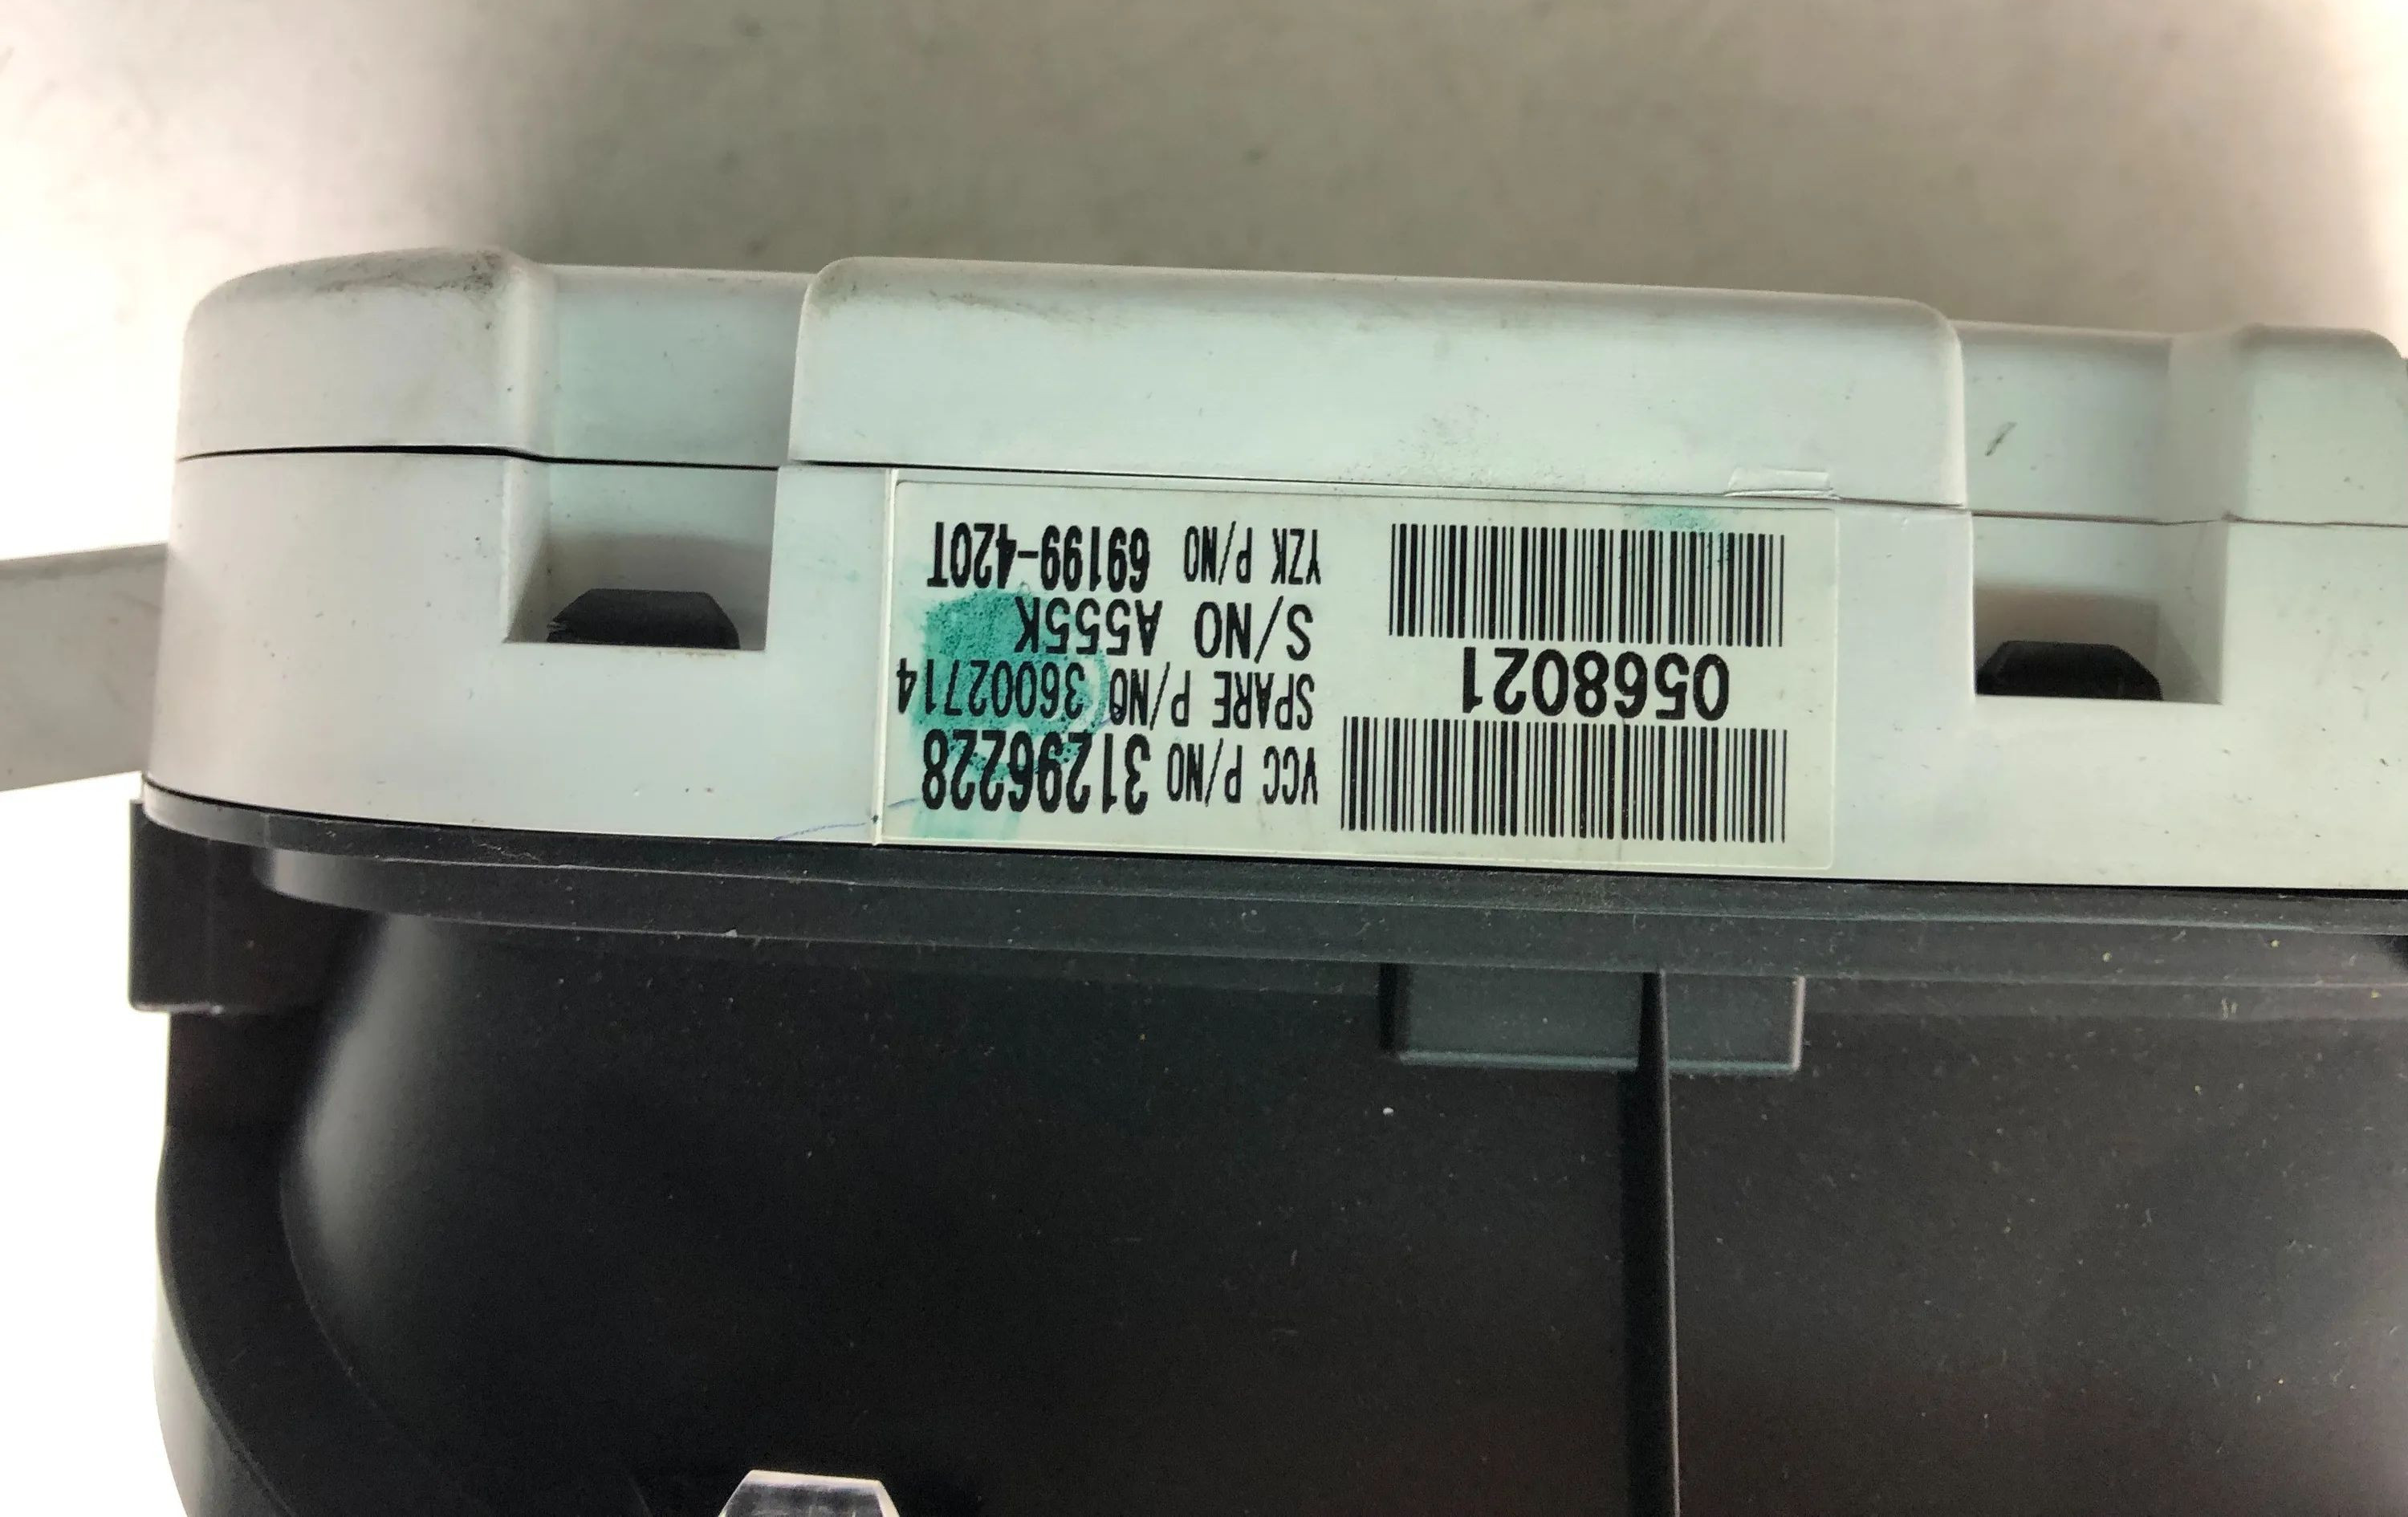 VCC P/NO 31296228
SPARE P/NO 36002714
0568021
S/NO A555K
YZK P/NO 69199-420T